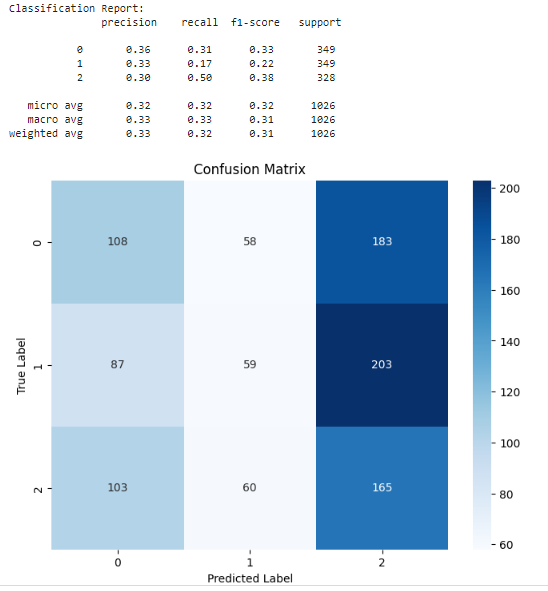 Classification Report:
precision recall f1-score support
0 0.36 0.31 0.33 349
1 0.33 0.17 0.22 349
2 0.30 0.50 0.38 328
micro avg 0.32 0.32 0.32 1026
macro avg 0.33 0.33 0.31 1026
weighted avg 0.33 0.32 0.31 1026
Confusion Matrix
200
0 108 58 183
180
160
True Label
1 87 59 203
140
120
100
2 103 60 165
80
60
0 1 2
Predicted Label